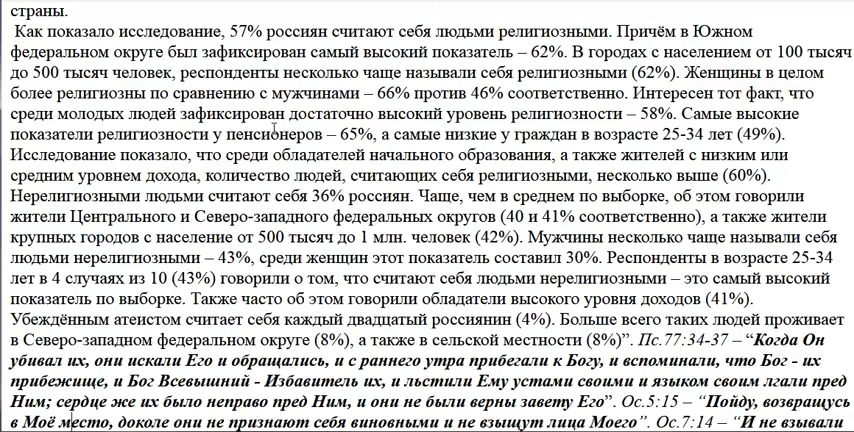 страны.
Как показало исследование, 57% россиян считают себя людьми религиозными. Причём в Южном
федеральном округе был зафиксирован самый высокий показатель – 62%. В городах с населением от 100 тысяч
до 500 тысяч человек, респонденты несколько чаще называли себя религиозными (62%). Женщины в целом
более религиозны по сравнению с мужчинами – 66% против 46% соответственно. Интересен тот факт, что
среди молодых людей зафиксирован достаточно высокий уровень религиозности – 58%. Самые высокие
показатели религиозности у пенсионеров – 65%, а самые низкие у граждан в возрасте 25-34 лет (49%).
Исследование показало, что среди обладателей начального образования, а также жителей с низким или
средним уровнем дохода, количество людей, считающих себя религиозными, несколько выше (60%).
Нерелигиозными людьми считают себя 36% россиян. Чаще, чем в среднем по выборке, об этом говорили
жители Центрального и Северо-западного федеральных округов (40 и 41% соответственно), а также жители
крупных городов с население от 500 тысяч до 1 млн. человек (42%). Мужчины несколько чаще называли себя
людьми нерелигиозными – 43%, среди женщин этот показатель составил 30%. Респонденты в возрасте 25-34
лет в 4 случаях из 10 (43%) говорили о том, что считают себя людьми нерелигиозными – это самый высокий
показатель по выборке. Также часто об этом говорили обладатели высокого уровня доходов (41%).
Убеждённым атеистом считает себя каждый двадцатый россиянин (4%). Больше всего таких людей проживает
в Северо-западном федеральном округе (8%), а также в сельской местности (8%)”. Пс.77:34-37 – “Когда Он
убивал их, они искали Его и обращались, и с раннего утра прибегали к Богу, и вспоминали, что Бог - их
прибежище, и Бог Всевышний - Избавитель их, и льстили Ему устами своими и языком своим лгали пред
Ним; сердце же их было неправо пред Ним, и они не были верны завету Его”. Ос.5:15 – “Пойду, возвращусь
в Моё место, доколе они не признают себя виновными и не взыщут лица Моего”. Ос.7:14 – “И не взывали